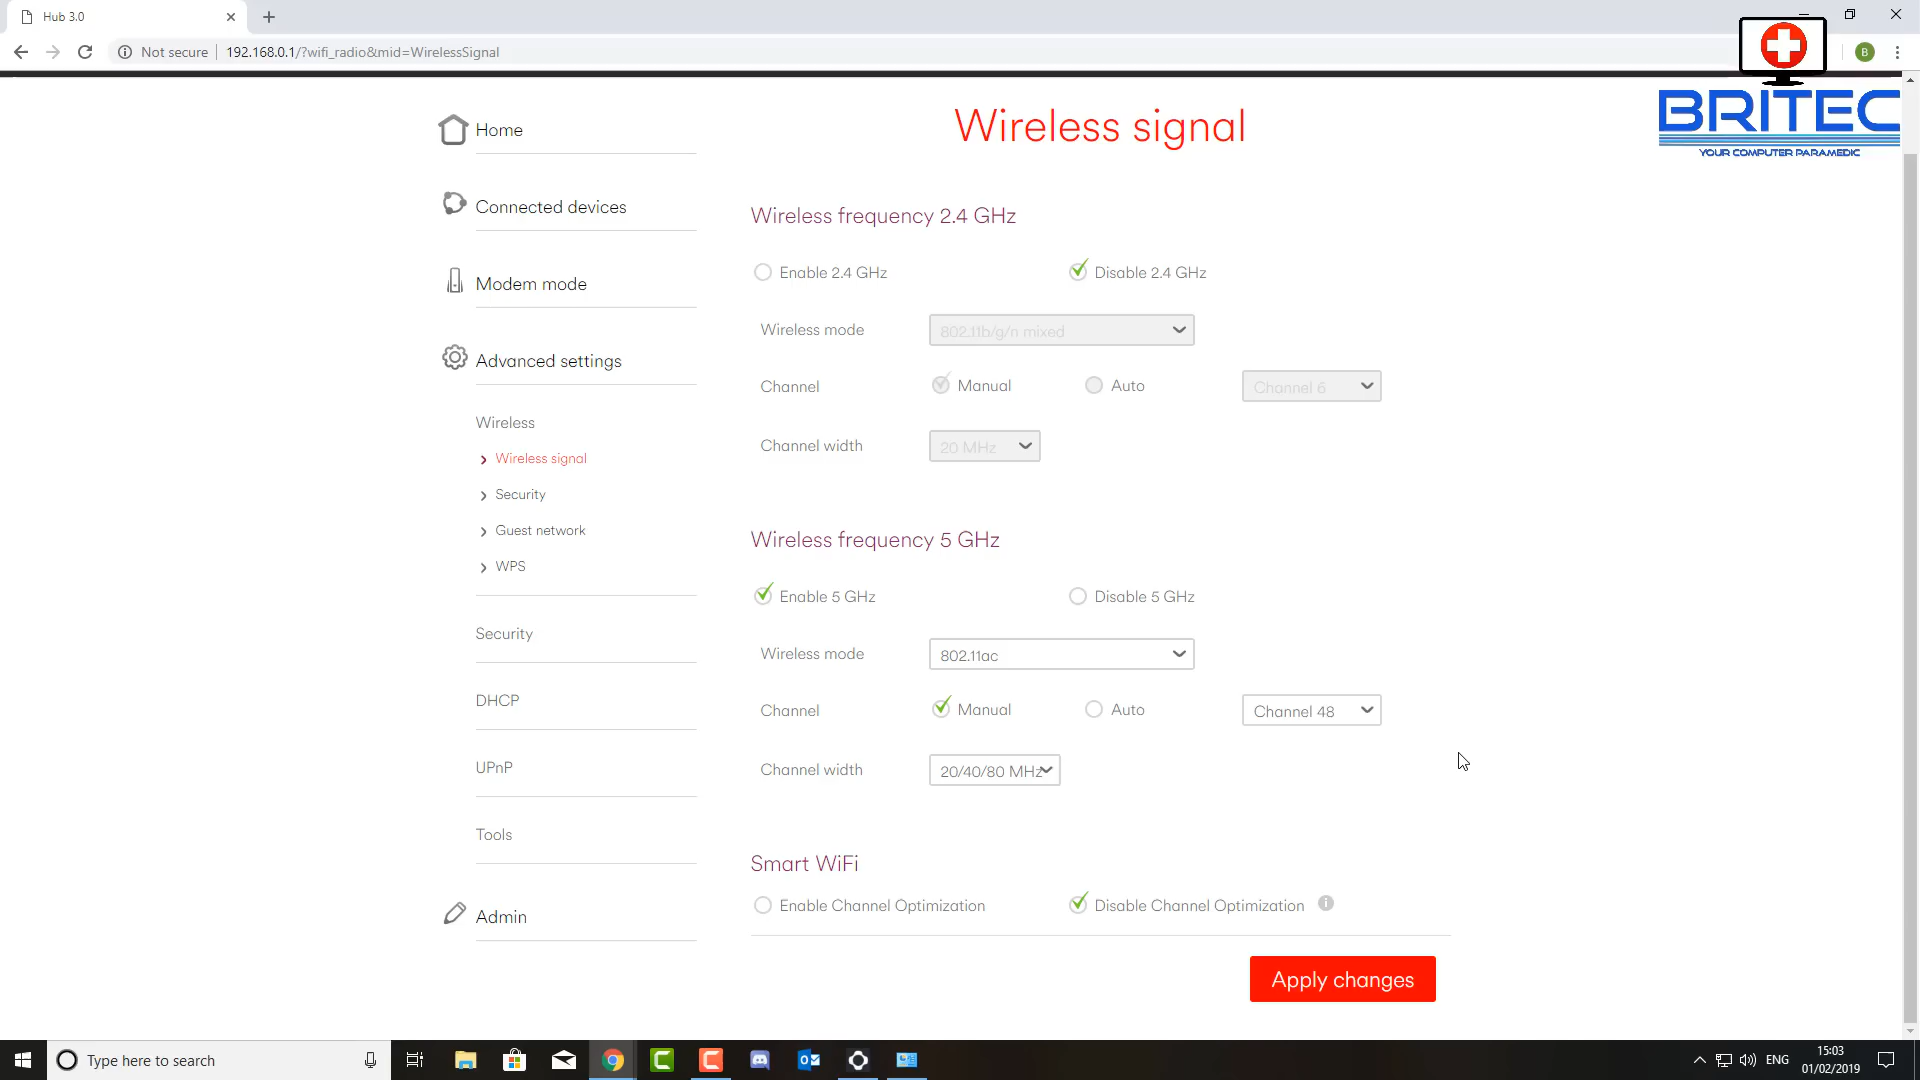 Hub 3.0
Not secure
192.168.0.1/?wifi_radio&mid=WirelessSignal
B
BRITEC
YOUR COMPUTER PARAMEDIC
Home
Connected devices
Modem mode
Advanced settings
Wireless
Wireless signal
Security
Guest network
WPS
Security
DHCP
UPnP
Tools
Admin
Wireless signal
Wireless frequency 2.4 GHz
Enable 2.4 GHz Disable 2.4 GHz
Wireless mode 802.11b/g/n mixed
Channel Manual Auto Channel 6
Channel width 20 MHz
Wireless frequency 5 GHz
Enable 5 GHz Disable 5 GHz
Wireless mode 802.11ac
Channel Manual Auto Channel 48
Channel width 20/40/80 MHz
Smart WiFi
Enable Channel Optimization Disable Channel Optimization
Apply changes
Type here to search
ENG
15:03
01/02/2019